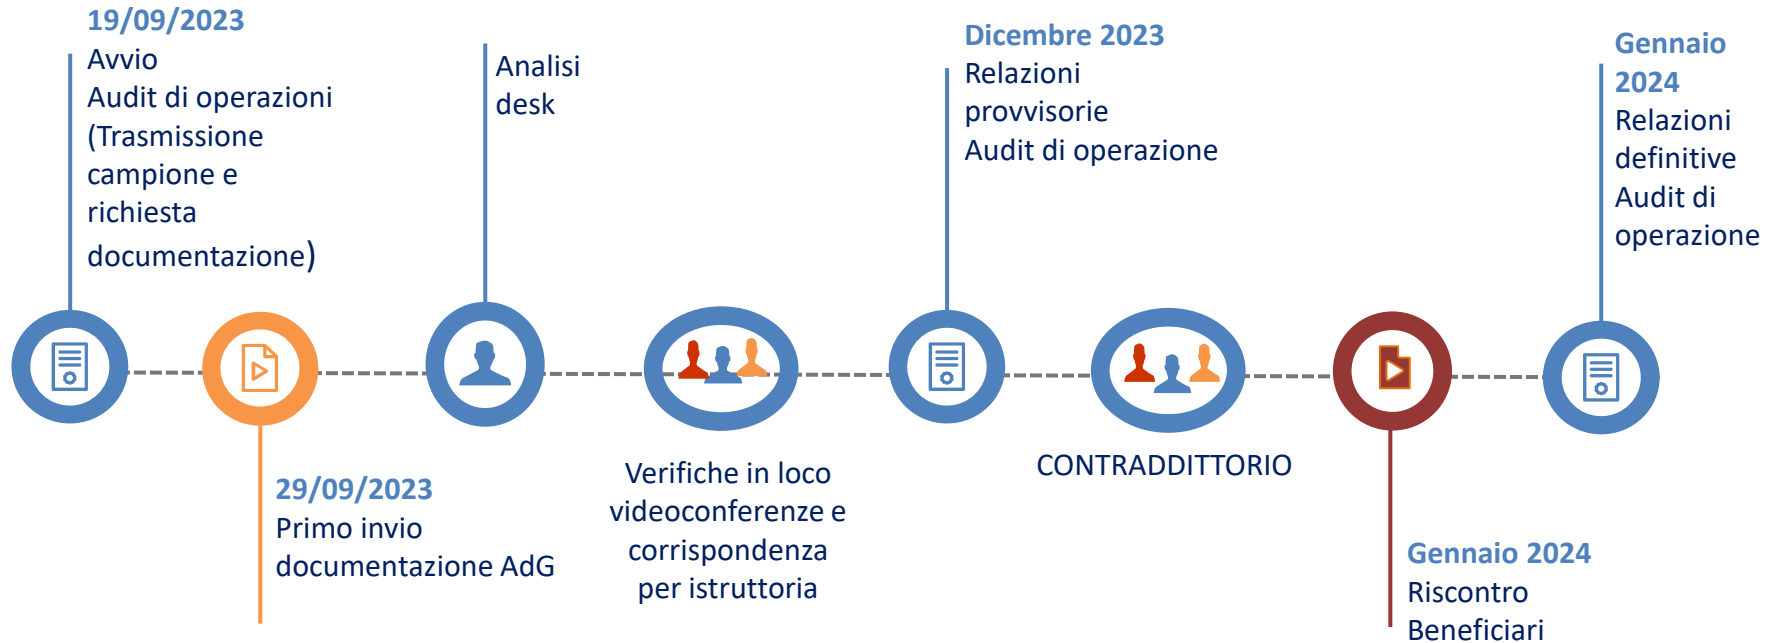 19/09/2023
Avvio
Audit di operazioni
(Trasmissione
campione e
richiesta
documentazione)
29/09/2023
Primo invio
documentazione AdG
Analisi
desk
Verifiche in loco
videoconferenze e
corrispondenza
per istruttoria
Dicembre 2023
Relazioni
provvisorie
Audit di operazione
CONTRADDITTORIO
Gennaio 2024
Riscontro
Beneficiari
Gennaio
2024
Relazioni
definitive
Audit di
operazione